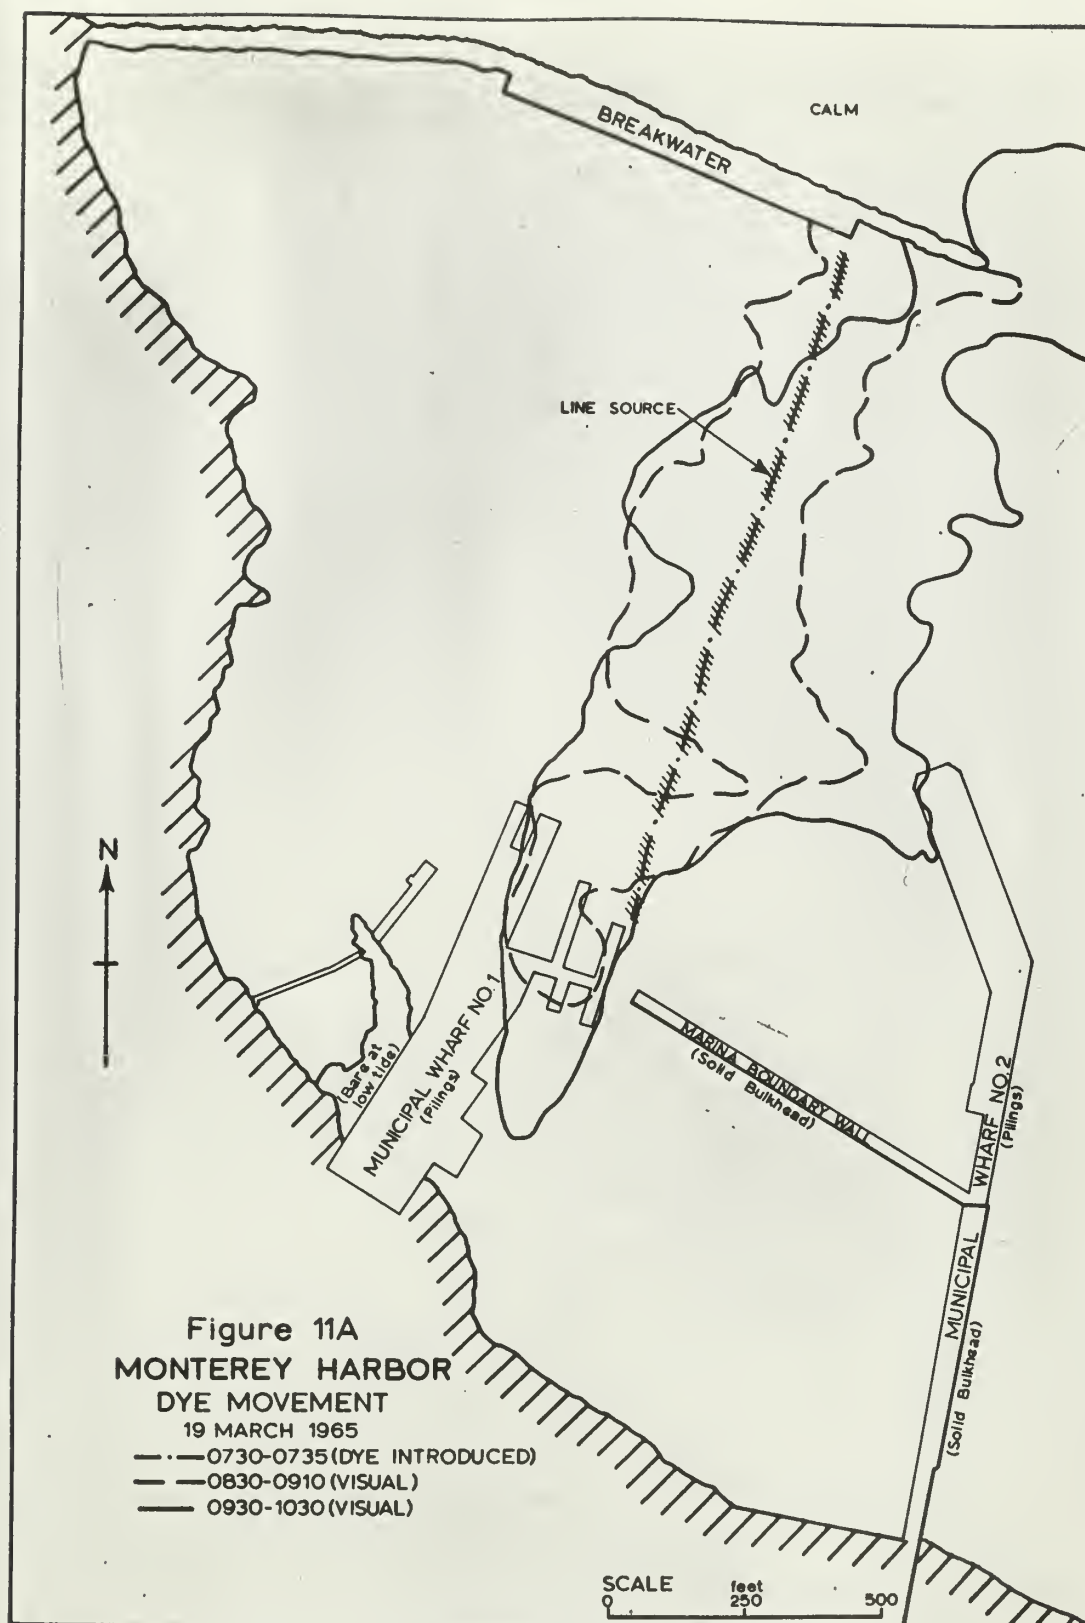 CALM
BREAKWATER
LINE SOURCE
N
(Bare at
low tide)
MUNICIPAL WHARF NO. 1
(Pilings)
MARINA BOUNDARY WALL
(Solid Bulkhead)
MUNICIPAL WHARF NO. 2
(Pilings)
(Solid Bulkhead)
Figure 11A
MONTEREY HARBOR
DYE MOVEMENT
19 MARCH 1965
0730-0735 (DYE INTRODUCED)
0830-0910 (VISUAL)
0930-1030 (VISUAL)
SCALE feet
0 250 500